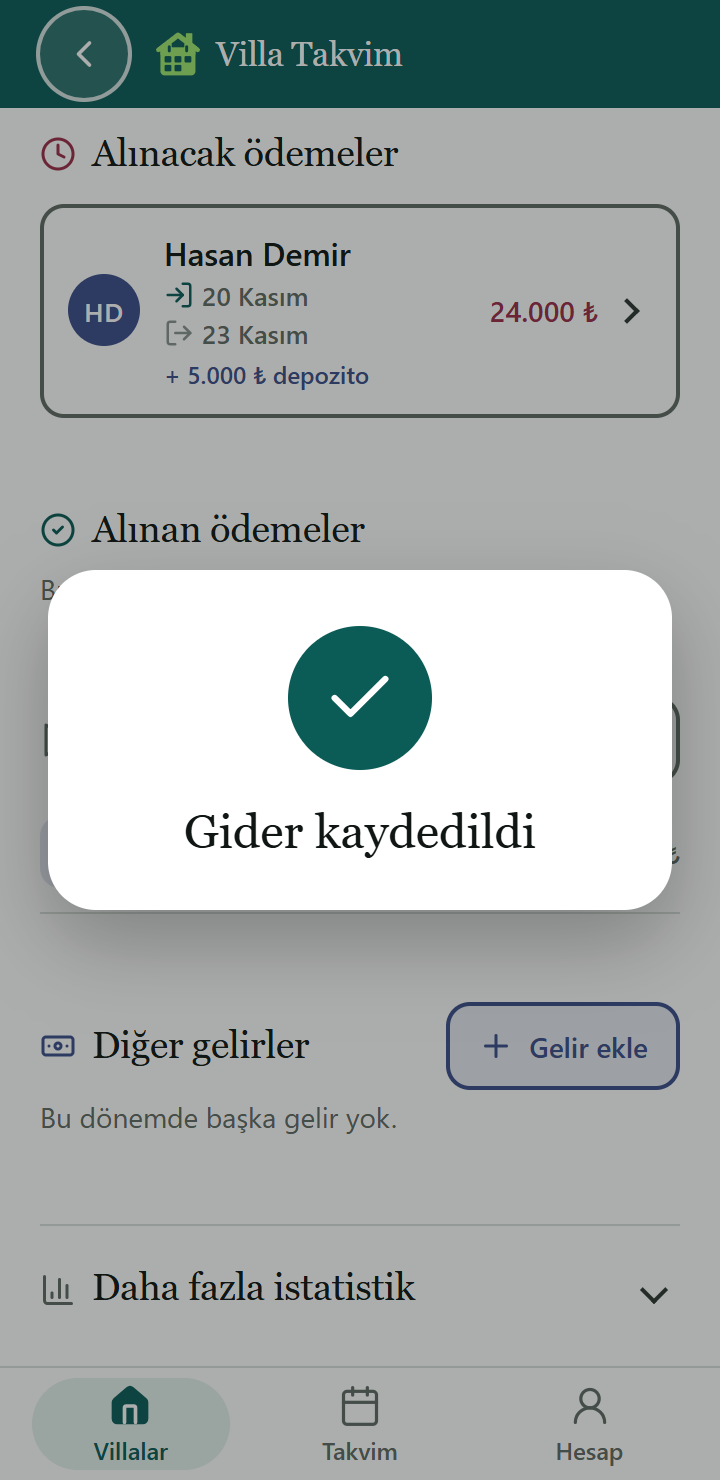 Villa Takvim
Alınacak ödemeler
Hasan Demir
HD
20 Kasım
23 Kasım
24.000 ₺
+ 5.000 ₺ depozito
Alınan ödemeler
Gider kaydedildi
₺
Diğer gelirler
+ Gelir ekle
Bu dönemde başka gelir yok.
Daha fazla istatistik
Villalar
Takvim
Hesap